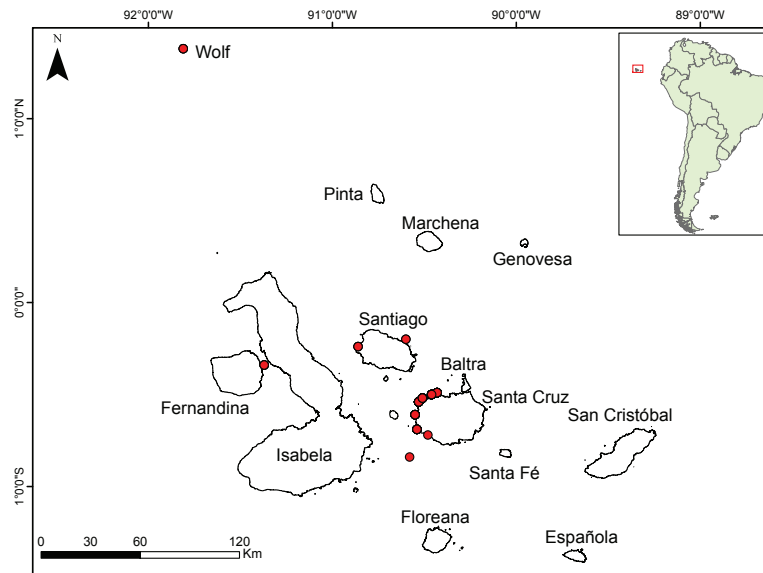 92°0'0"W 91°0'0"W 90°0'0"W 89°0'0"W
N
Wolf
1°0'0"N
Pinta
Marchena
Genovesa
0°0'0"
Santiago
Baltra
Fernandina
Santa Cruz
San Cristóbal
Isabela
Santa Fé
1°0'0"S
Floreana
Española
0 30 60 120
Km